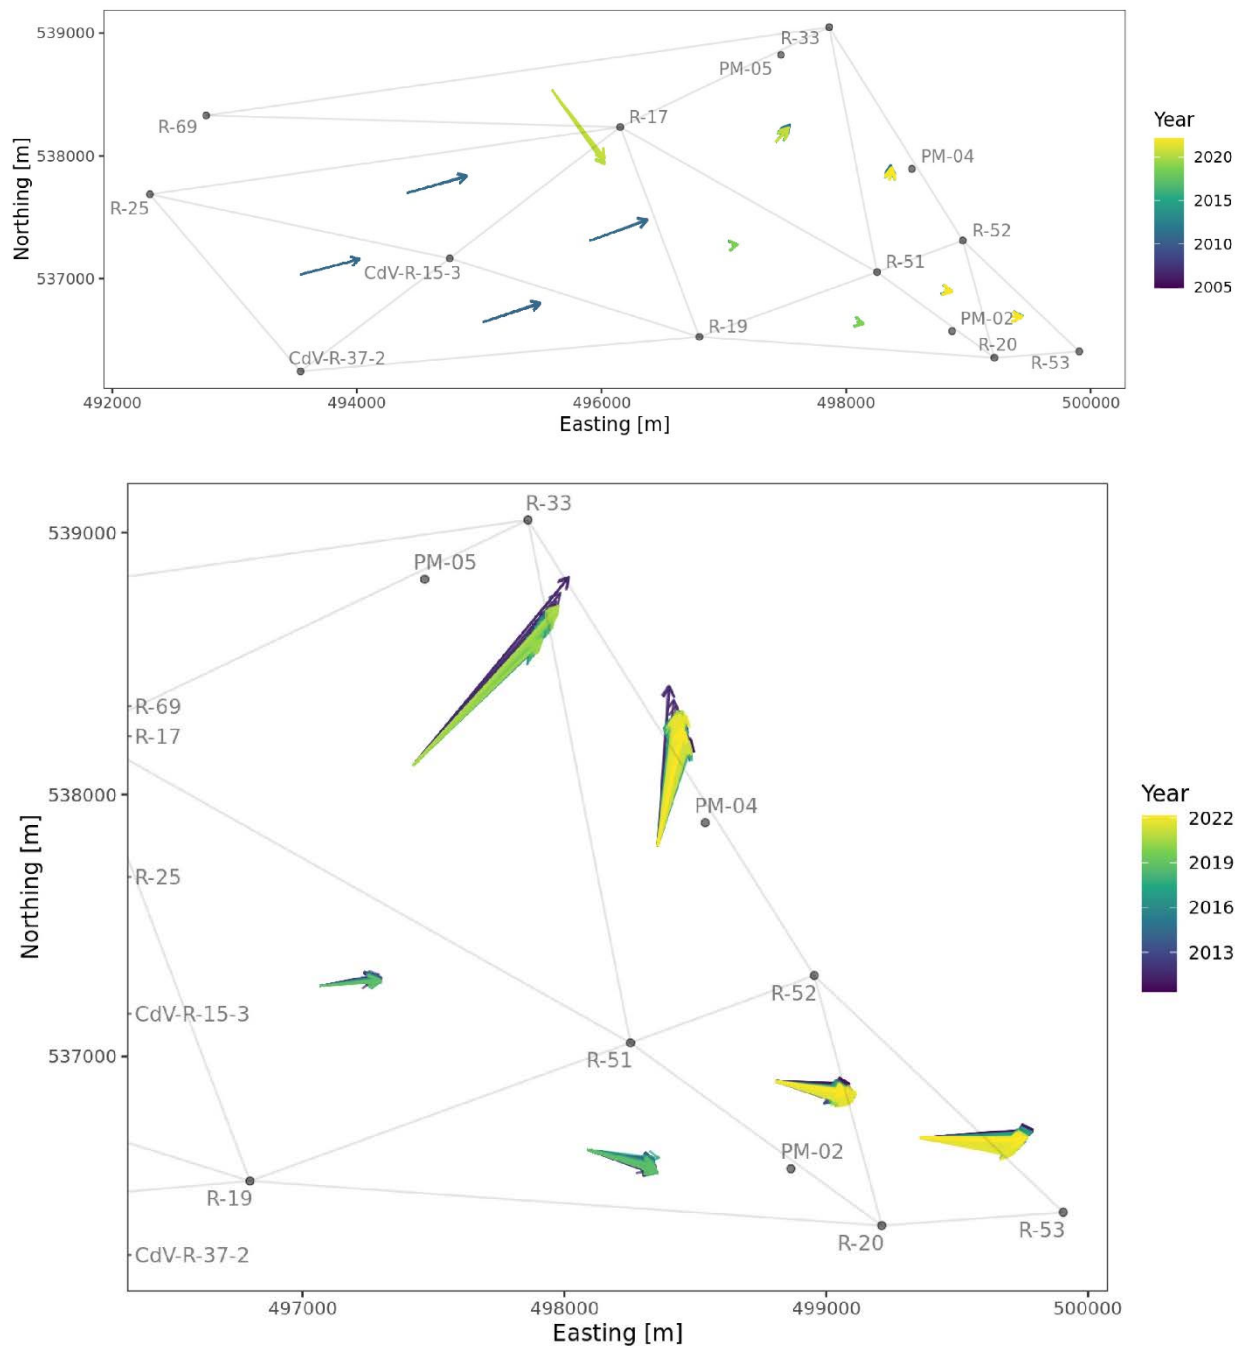 539000
R-33
PM-05
R-69
R-17
Year
538000
PM-04
2020
R-25
R-52
2015
Northing [m]
R-51
2010
537000
CdV-R-15-3
PM-02
2005
R-19
R-20
CdV-R-37-2
R-53
492000 494000 496000 498000 500000
Easting [m]
R-33
539000
PM-05
R-69
R-17
538000
PM-04
Year
2022
R-25
2019
Northing [m]
2016
R-52
2013
CdV-R-15-3
537000
R-51
PM-02
R-19
R-20
R-53
CdV-R-37-2
497000 498000 499000 500000
Easting [m]